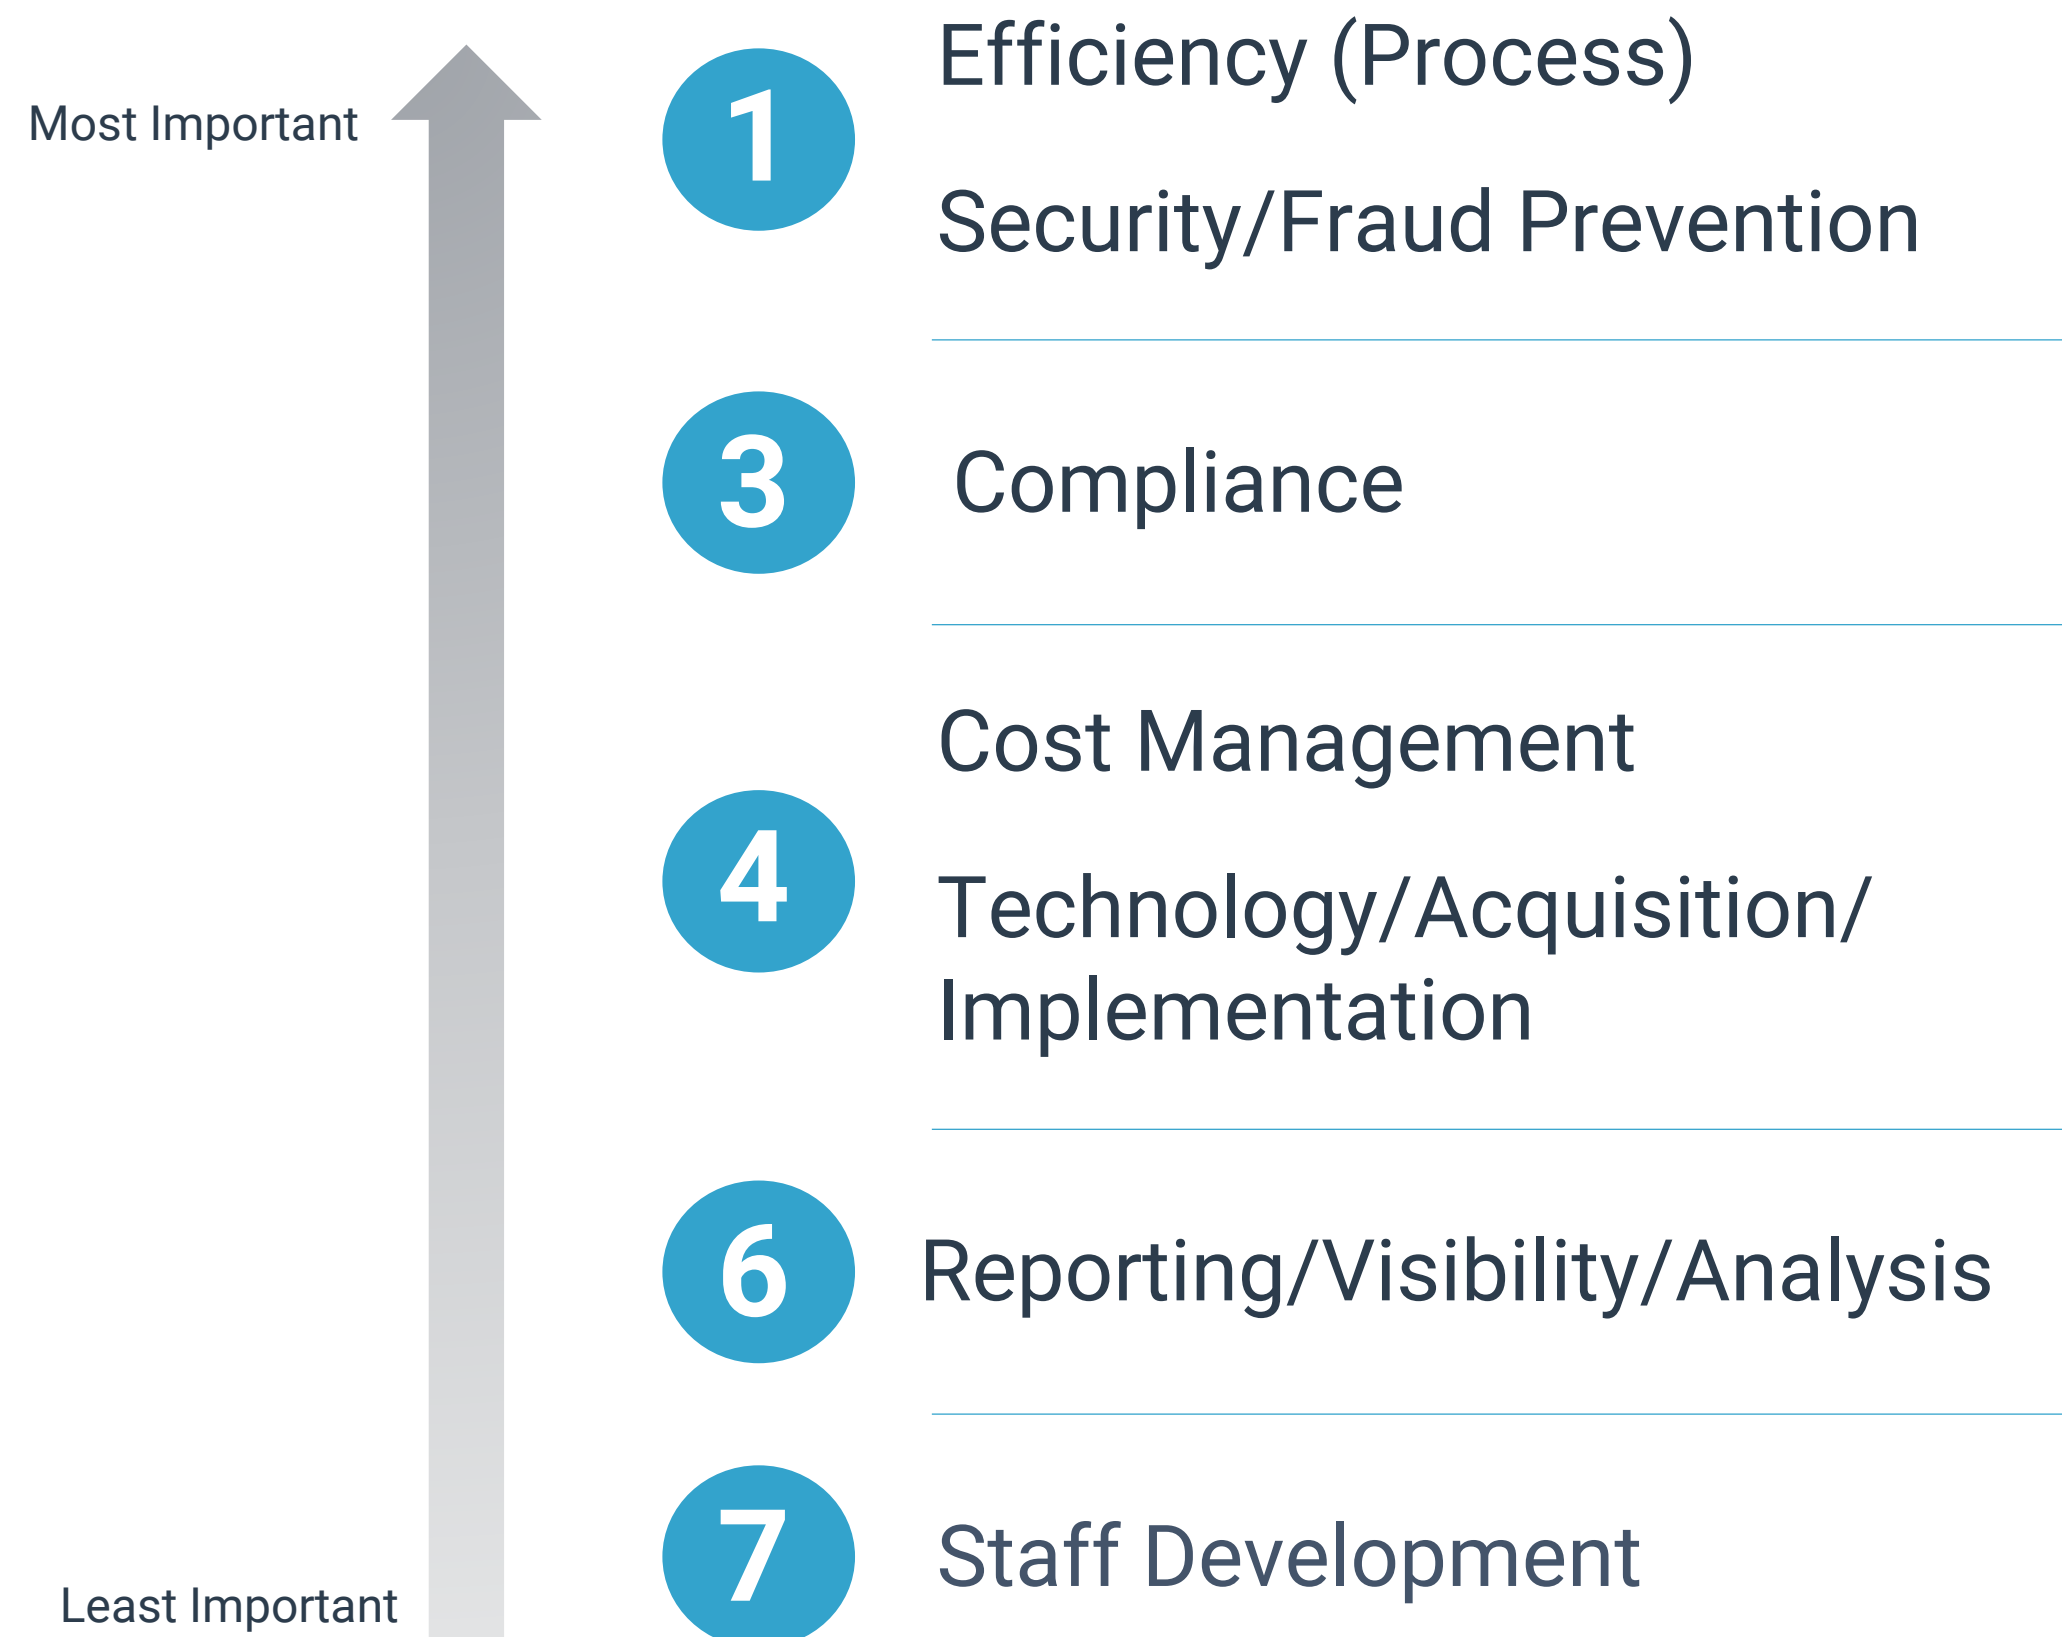 Most Important
1
Efficiency (Process)
Security/Fraud Prevention
3
Compliance
4
Cost Management
Technology/Acquisition/
Implementation
6
Reporting/Visibility/Analysis
7
Staff Development
Least Important